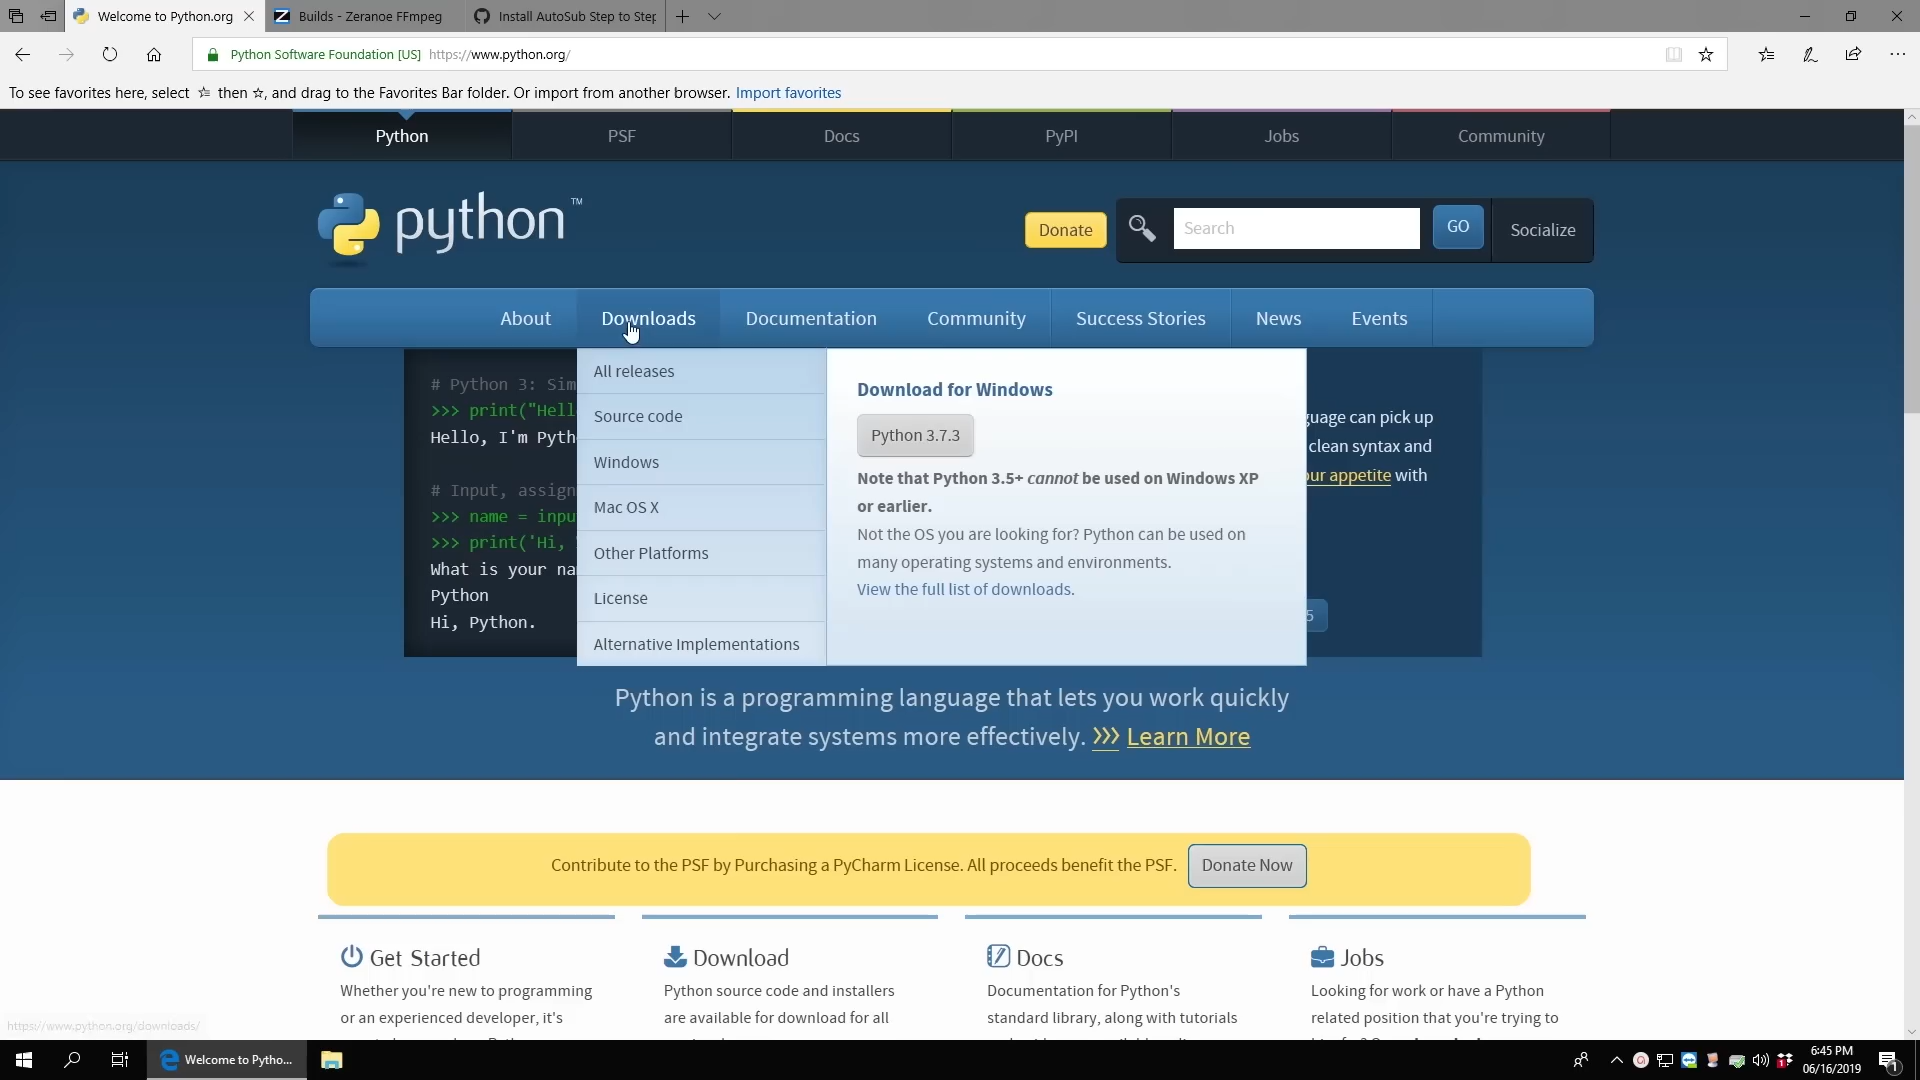 Welcome to Python.org
Builds - Zeranoe FFmpeg
Install AutoSub Step to Step
Python Software Foundation [US] https://www.python.org/
To see favorites here, select then , and drag to the Favorites Bar folder. Or import from another browser. Import favorites
Python PSF Docs PyPI Jobs Community
python™
Donate Search GO Socialize
About Downloads Documentation Community Success Stories News Events
# Python 3: Sim
>>> print("Hell
Hello, I'm Pyth
# Input, assign
>>> name = inpu
>>> print('Hi,
What is your na
Python
Hi, Python.
All releases
Source code
Windows
Mac OS X
Other Platforms
License
Alternative Implementations
Download for Windows
Python 3.7.3
Note that Python 3.5+ cannot be used on Windows XP
or earlier.
Not the OS you are looking for? Python can be used on
many operating systems and environments.
View the full list of downloads.
guage can pick up
clean syntax and
our appetite with
5
Python is a programming language that lets you work quickly
and integrate systems more effectively. >>> Learn More
Contribute to the PSF by Purchasing a PyCharm License. All proceeds benefit the PSF. Donate Now
Get Started
Whether you're new to programming
or an experienced developer, it's
Download
Python source code and installers
are available for download for all
Docs
Documentation for Python's
standard library, along with tutorials
Jobs
Looking for work or have a Python
related position that you're trying to
https://www.python.org/downloads/
Welcome to Pytho...
6:45 PM
06/16/2019
1